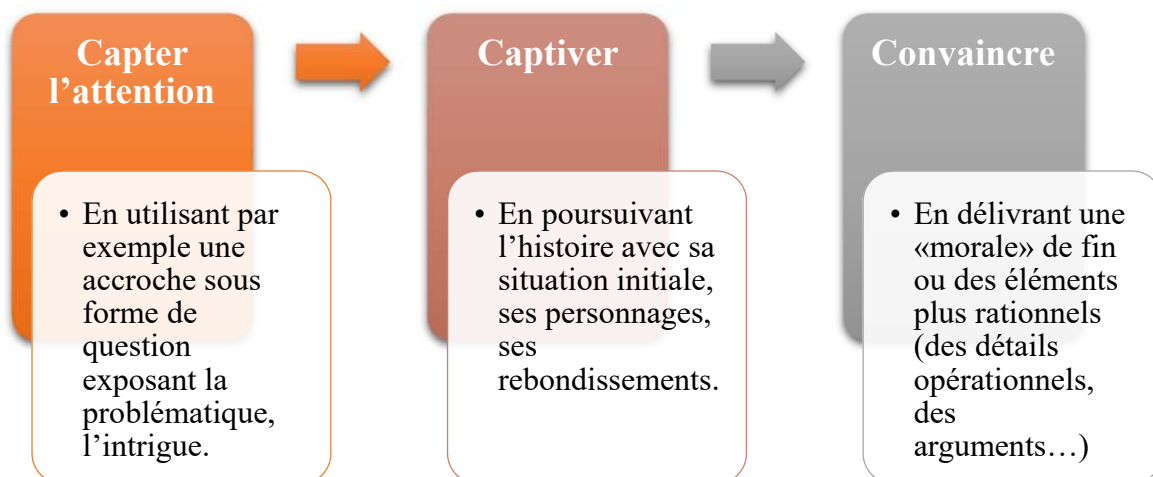 Capter
l’attention
• En utilisant par
exemple une
accroche sous
forme de
question
exposant la
problématique,
l’intrigue.
Captiver
• En poursuivant
l’histoire avec sa
situation initiale,
ses personnages,
ses
rebondissements.
Convaincre
• En délivrant une
«morale» de fin
ou des éléments
plus rationnels
(des détails
opérationnels,
des
arguments…)